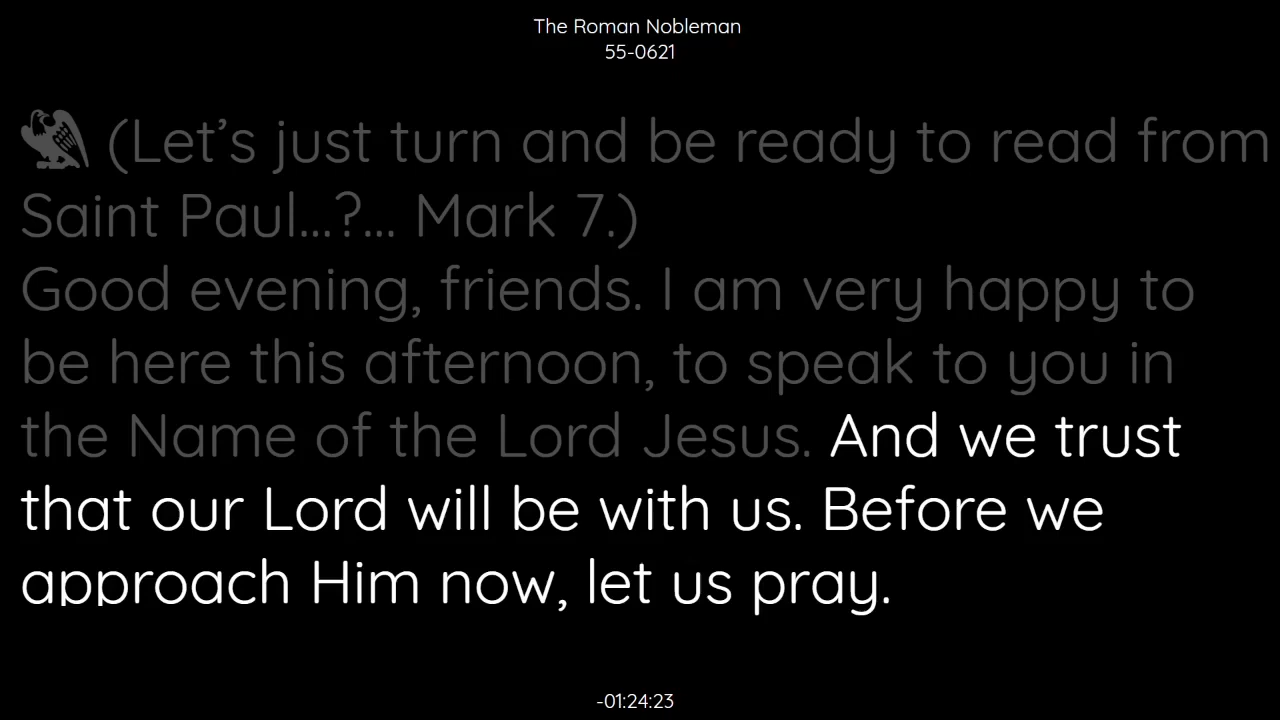 The Roman Nobleman
55-0621
(Let’s just turn and be ready to read from
Saint Paul...?... Mark 7.)
Good evening, friends. I am very happy to
be here this afternoon, to speak to you in
the Name of the Lord Jesus. And we trust
that our Lord will be with us. Before we
approach Him now, let us pray.
-01:24:23